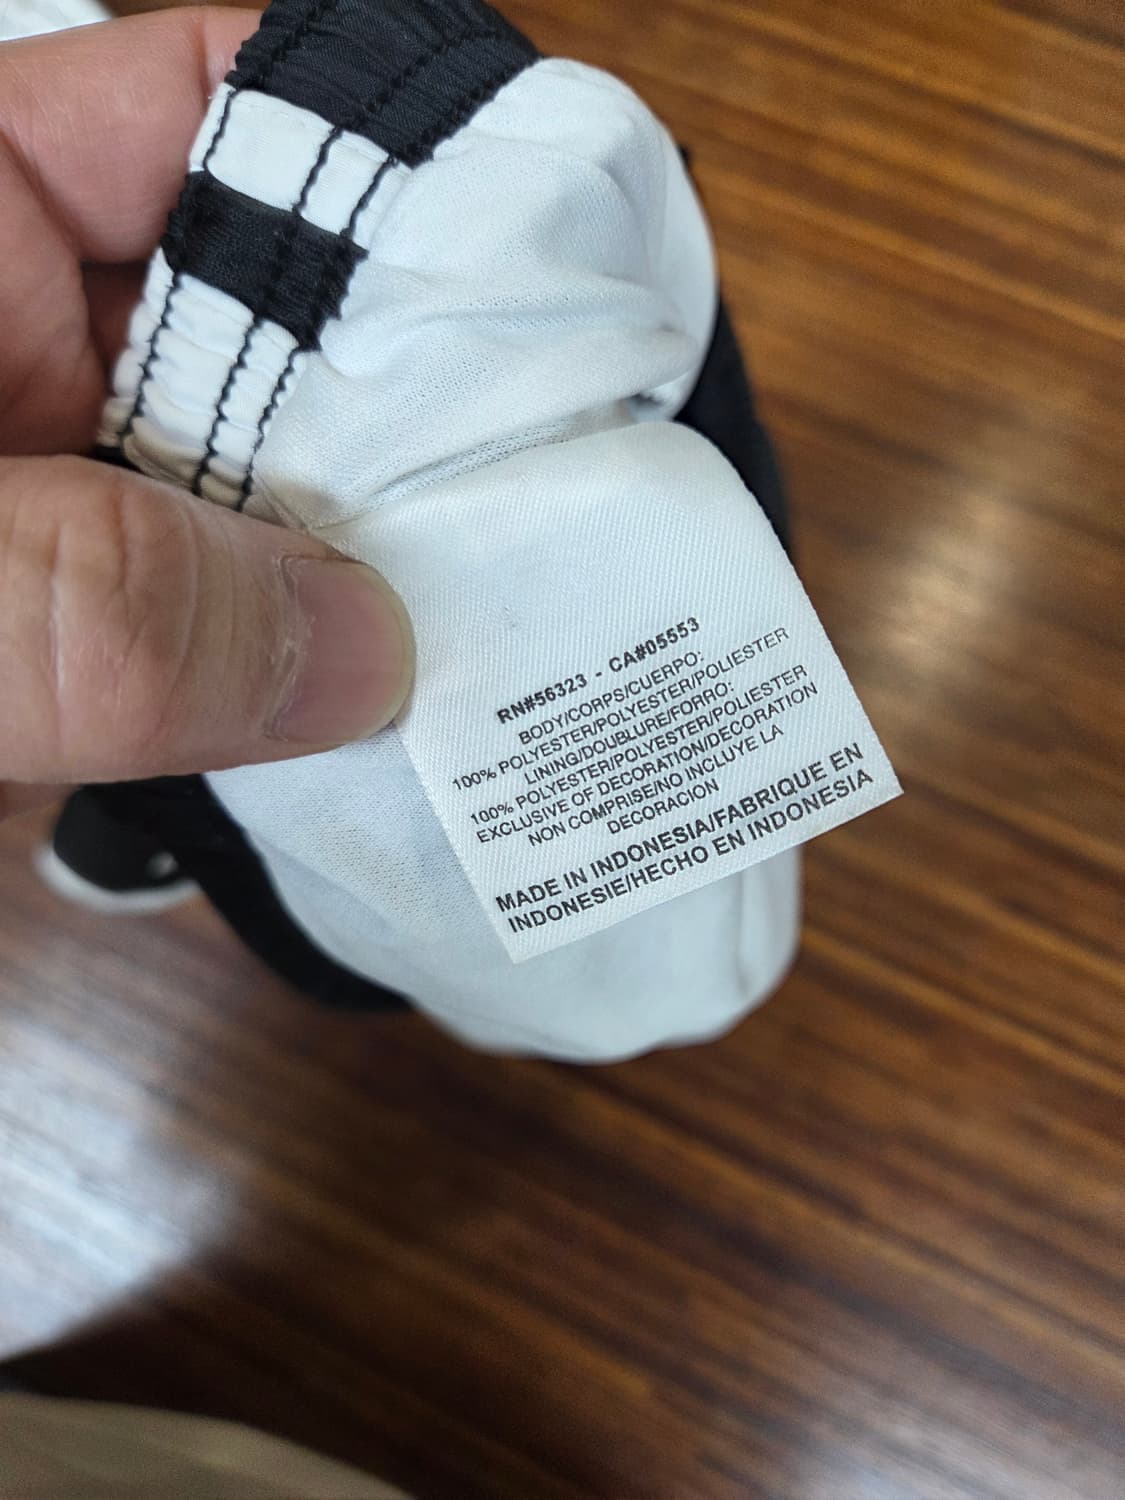 RN#56323 - CA#05553
BODY/CORPS/CUERPO:
100% POLYESTER/POLYESTER/POLIESTER
LINING/DOUBLURE/FORRO:
100% POLYESTER/POLYESTER/POLIESTER
EXCLUSIVE OF DECORATION/DECORATION
NON COMPRISE/NO INCLUYE LA
DECORACION
MADE IN INDONESIA/FABRIQUE EN
INDONESIE/HECHO EN INDONESIA